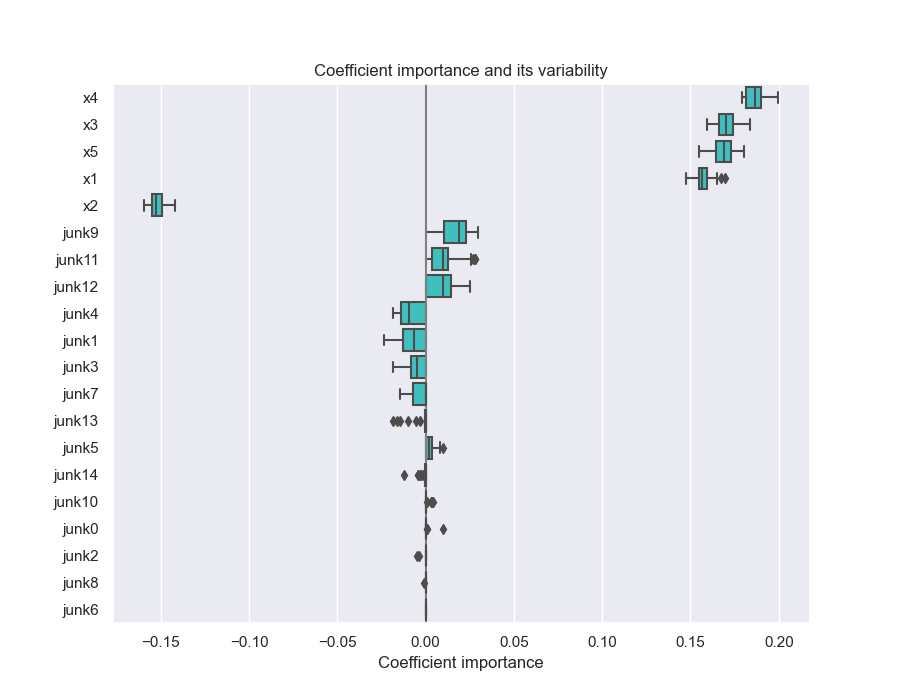 Coefficient importance and its variability
x4
x3
x5
x1
x2
junk9
junk11
junk12
junk4
junk1
junk3
junk7
junk13
junk5
junk14
junk10
junk0
junk2
junk8
junk6
−0.15 −0.10 −0.05 0.00 0.05 0.10 0.15 0.20
Coefficient importance